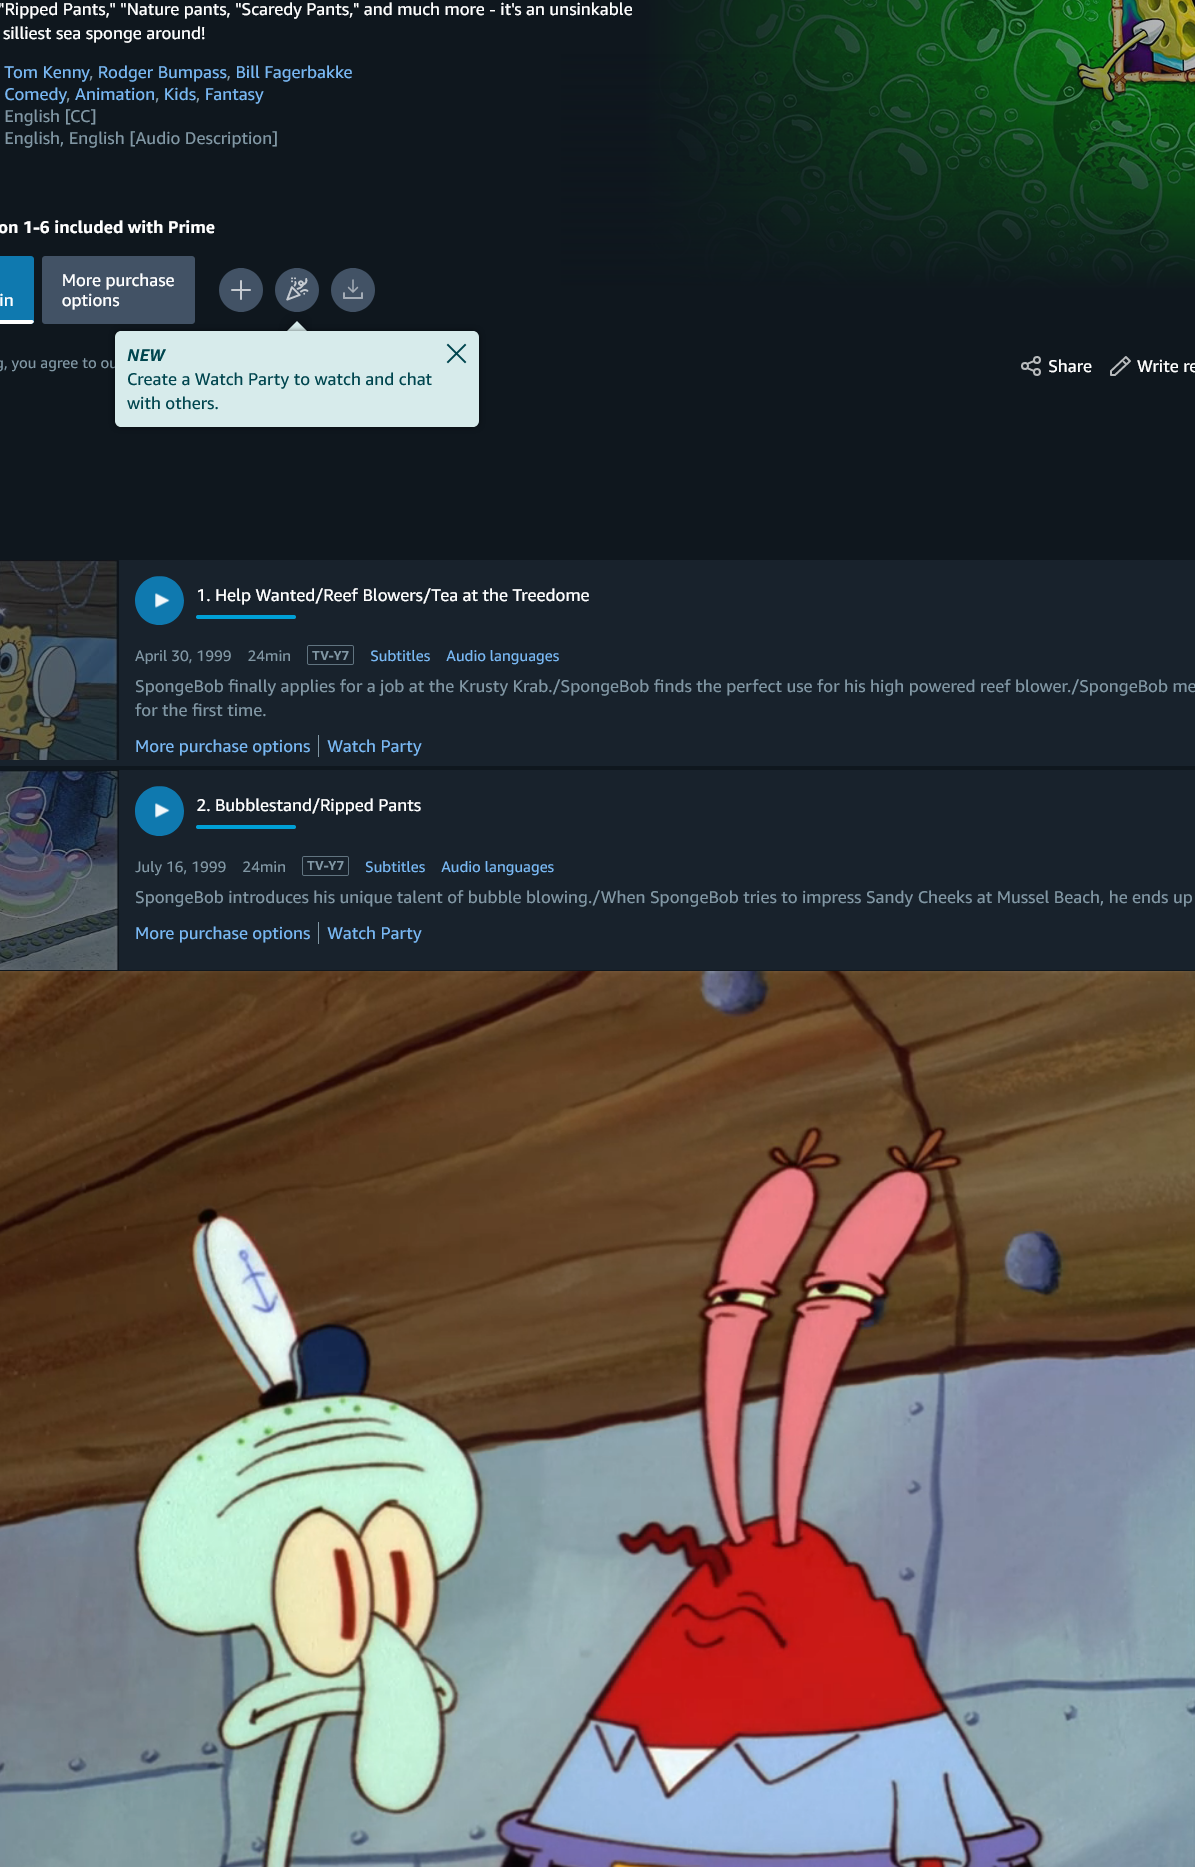 "Ripped Pants," "Nature pants, "Scaredy Pants," and much more - it's an unsinkable
silliest sea sponge around!
Tom Kenny, Rodger Bumpass, Bill Fagerbakke
Comedy, Animation, Kids, Fantasy
English [CC]
English, English [Audio Description]
on 1-6 included with Prime
in
More purchase
options
g, you agree to ou
NEW
Create a Watch Party to watch and chat
with others.
Share
Write re
1. Help Wanted/Reef Blowers/Tea at the Treedome
April 30, 1999 24min TV-Y7 Subtitles Audio languages
SpongeBob finally applies for a job at the Krusty Krab./SpongeBob finds the perfect use for his high powered reef blower./SpongeBob me
for the first time.
More purchase options | Watch Party
2. Bubblestand/Ripped Pants
July 16, 1999 24min TV-Y7 Subtitles Audio languages
SpongeBob introduces his unique talent of bubble blowing./When SpongeBob tries to impress Sandy Cheeks at Mussel Beach, he ends up
More purchase options | Watch Party